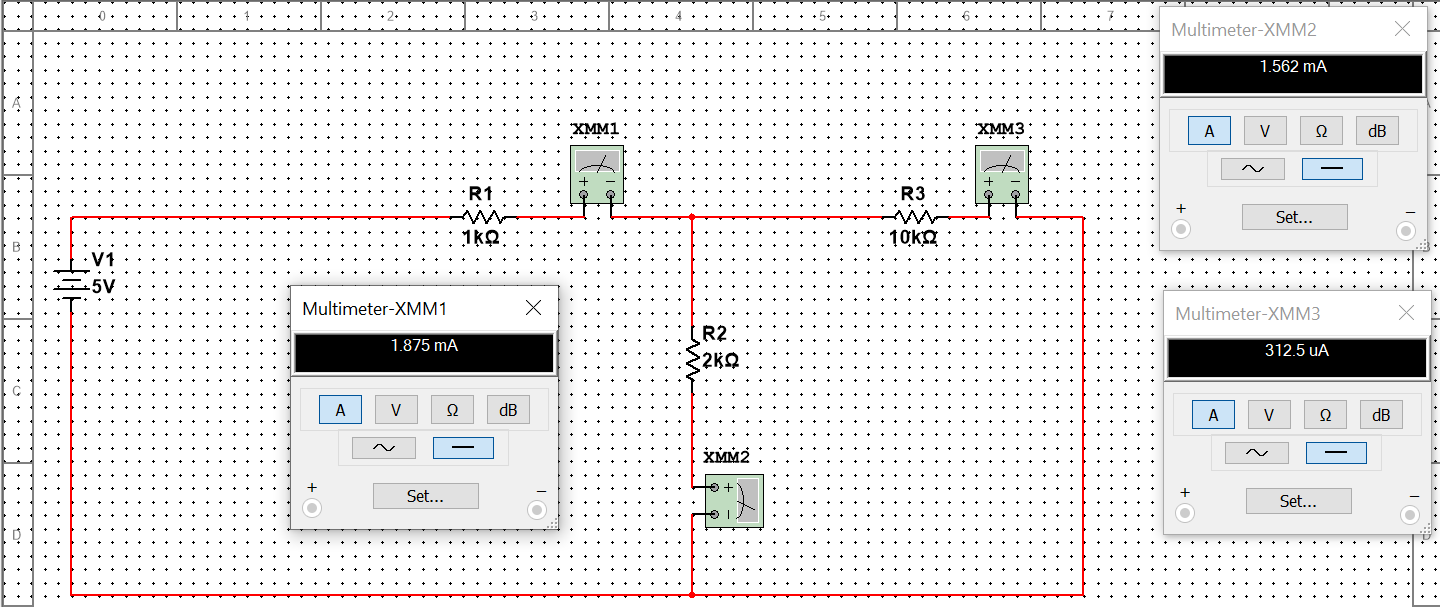 0 1 2 3 4 5 6 7
Multimeter-XMM2
1.562 mA
A V Ω dB
+ −
Set...
A
XMM1
XMM3
+ −
+ −
R1
1kΩ
R3
10kΩ
B
V1
5V
Multimeter-XMM1
1.875 mA
A V Ω dB
+ −
Set...
R2
2kΩ
C
XMM2
+ −
D
Multimeter-XMM3
312.5 uA
A V Ω dB
+ −
Set...